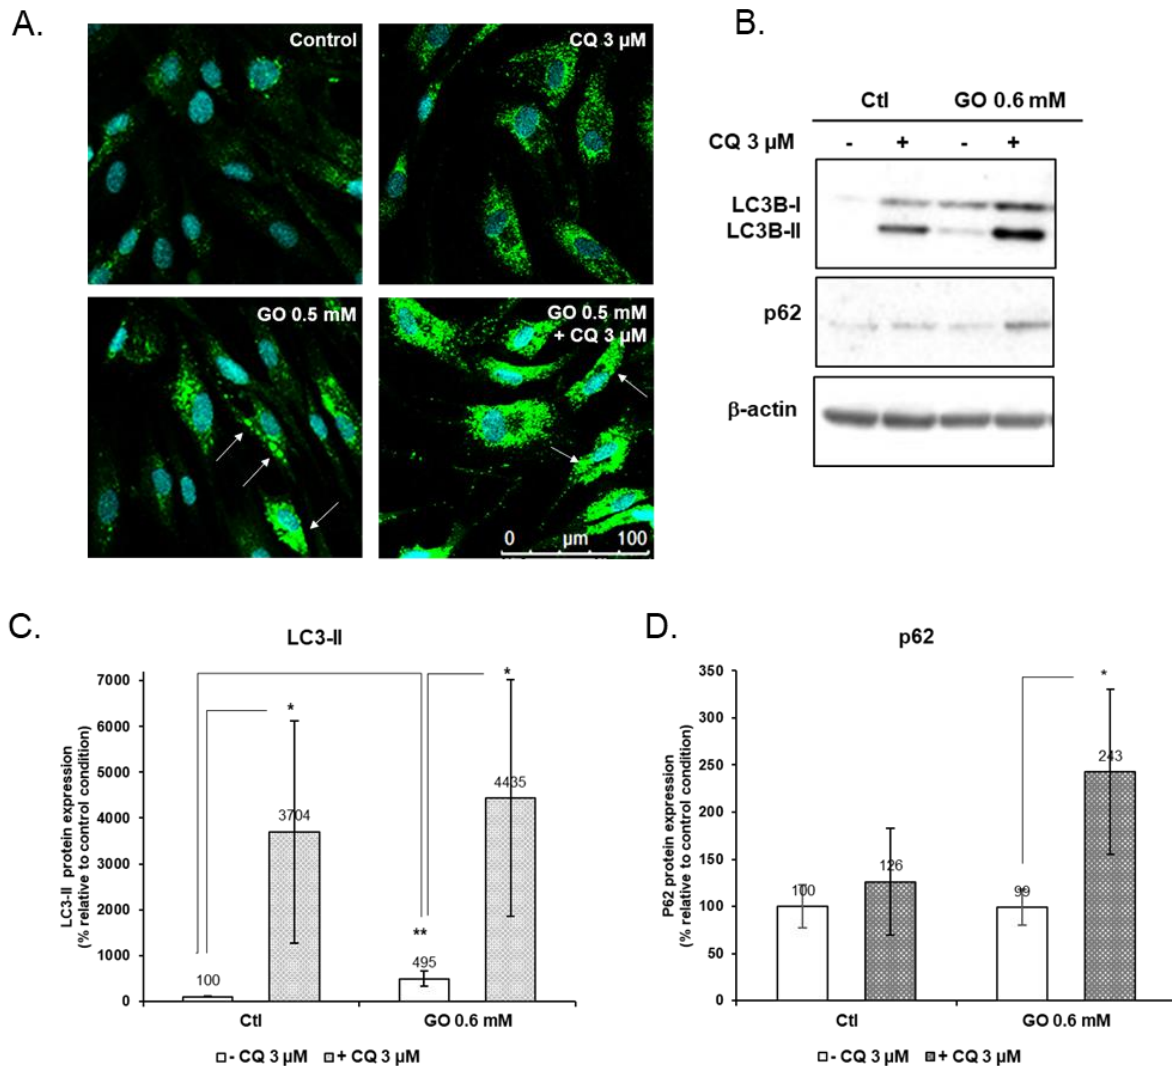 A.
Control
CQ 3 µM
GO 0.5 mM
GO 0.5 mM
+ CQ 3 µM
0 µm 100
B.
Ctl GO 0.6 mM
CQ 3 µM - + - +
LC3B-I
LC3B-II
p62
β-actin
C.
LC3-II
LC3-II protein expression
(% relative to control condition)
7000
6000
5000
4000
3000
2000
1000
0
100
*
3704
**
495
*
4435
Ctl GO 0.6 mM
- CQ 3 µM + CQ 3 µM
D.
p62
P62 protein expression
(% relative to control condition)
350
300
250
200
150
100
50
0
100
126
99
*
243
Ctl GO 0.6 mM
- CQ 3 µM + CQ 3 µM